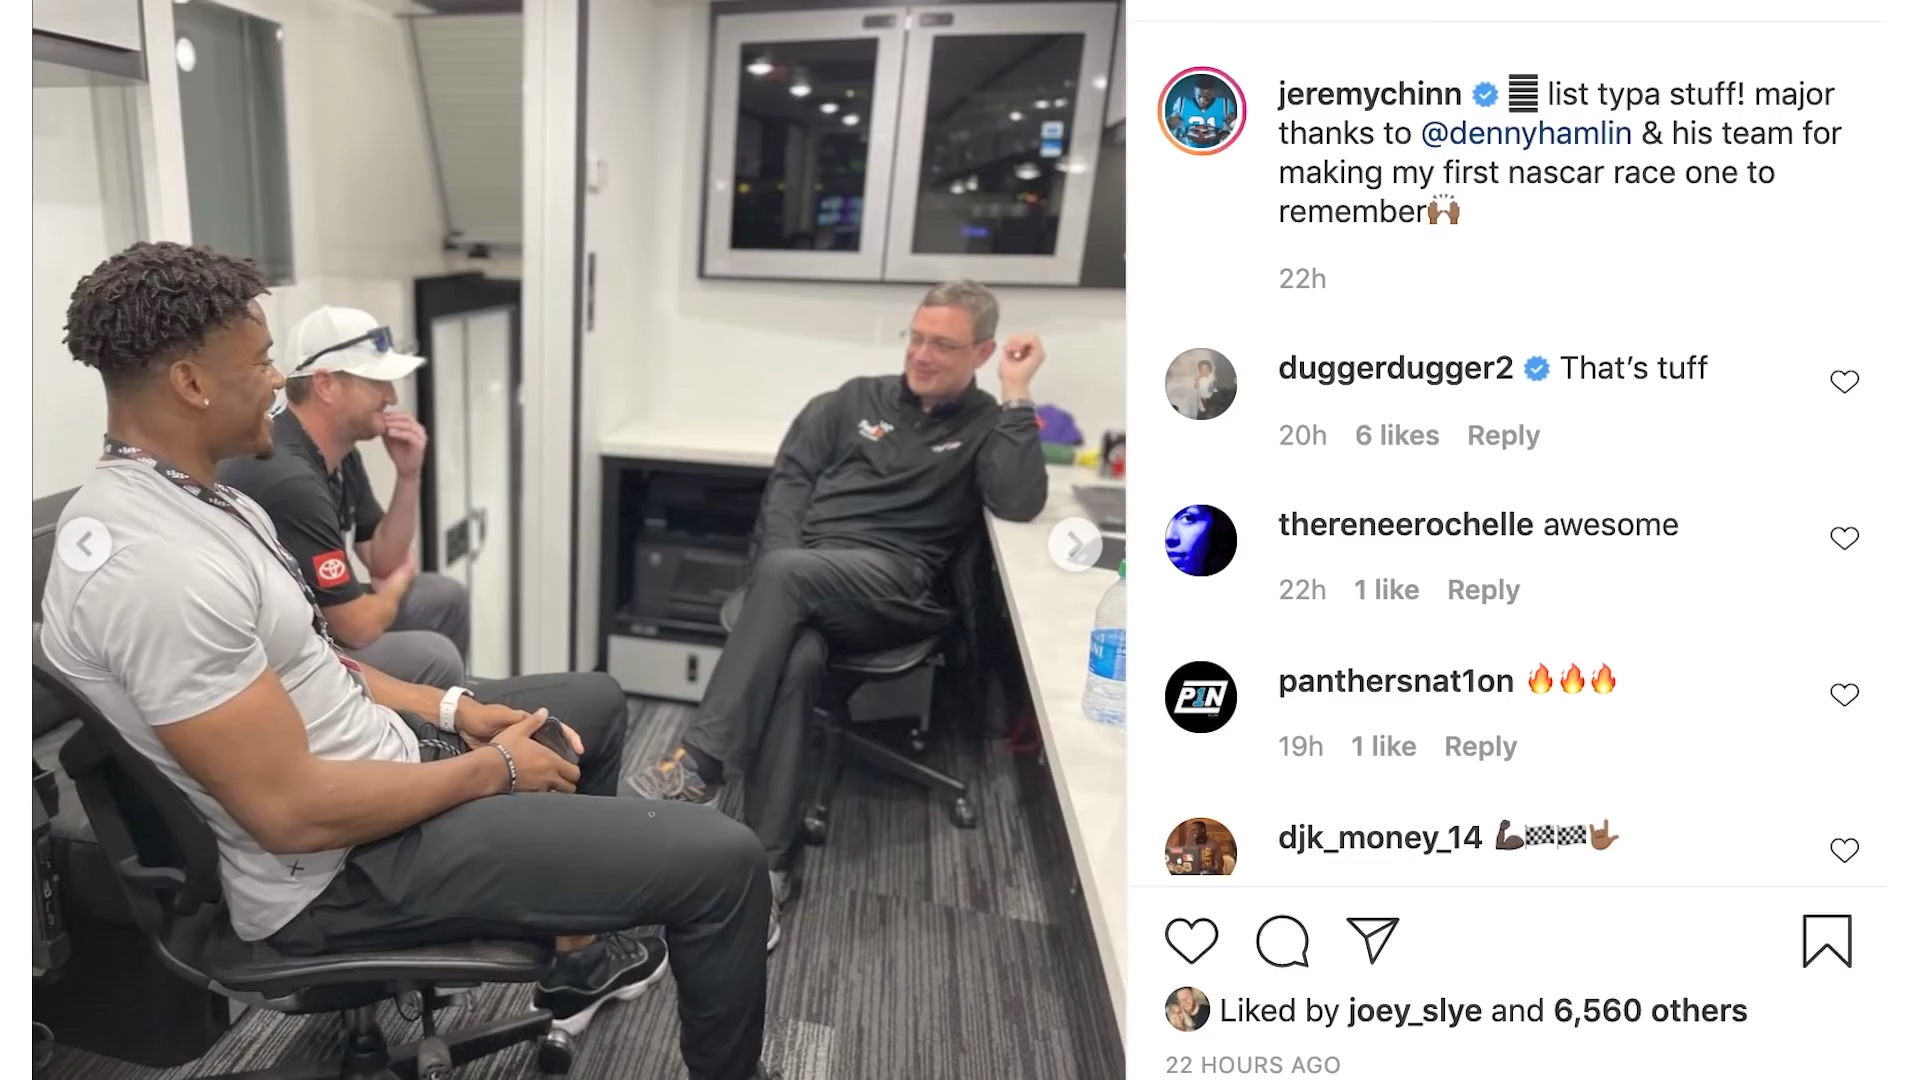 jeremychinn list typa stuff! major
thanks to @dennyhamlin & his team for
making my first nascar race one to
remember🙌🏾
22h
duggerdugger2 That's tuff
20h 6 likes Reply
thereneerochelle awesome
22h 1 like Reply
panthersnat1on 🔥🔥🔥
19h 1 like Reply
P1N
djk_money_14 💪🏿🏁🏁🤟🏾
Liked by joey_slye and 6,560 others
22 HOURS AGO
FedEx